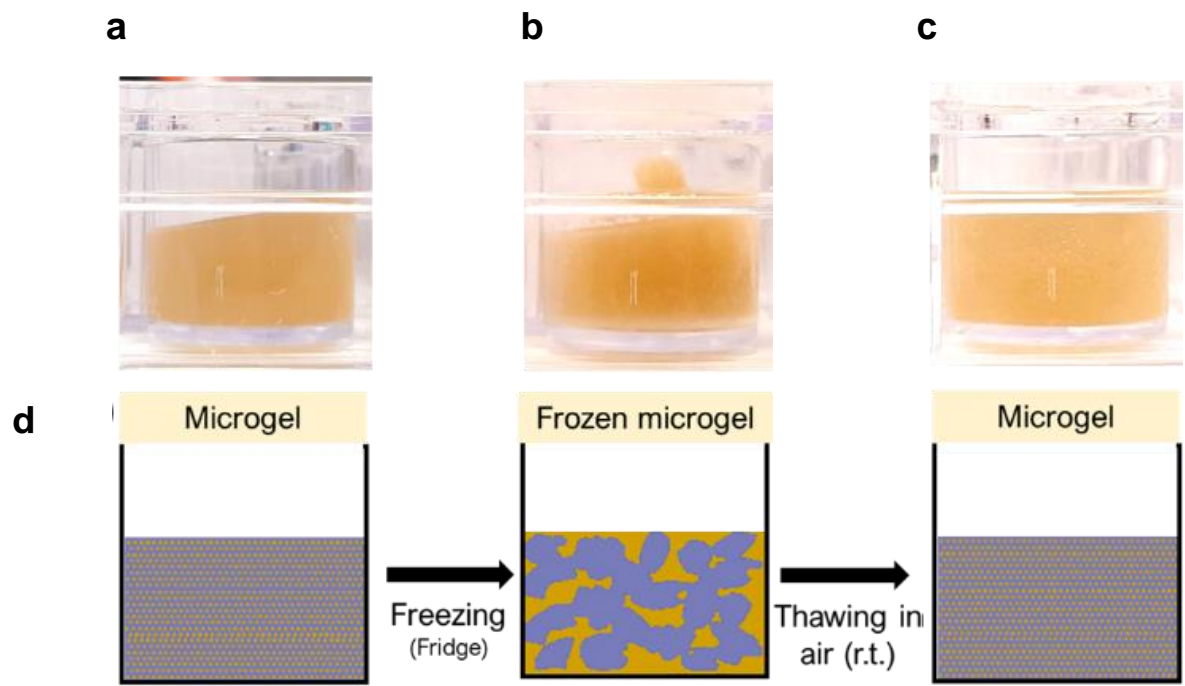 a
b
c
d
Microgel
Frozen microgel
Microgel
Freezing
(Fridge)
Thawing in
air (r.t.)